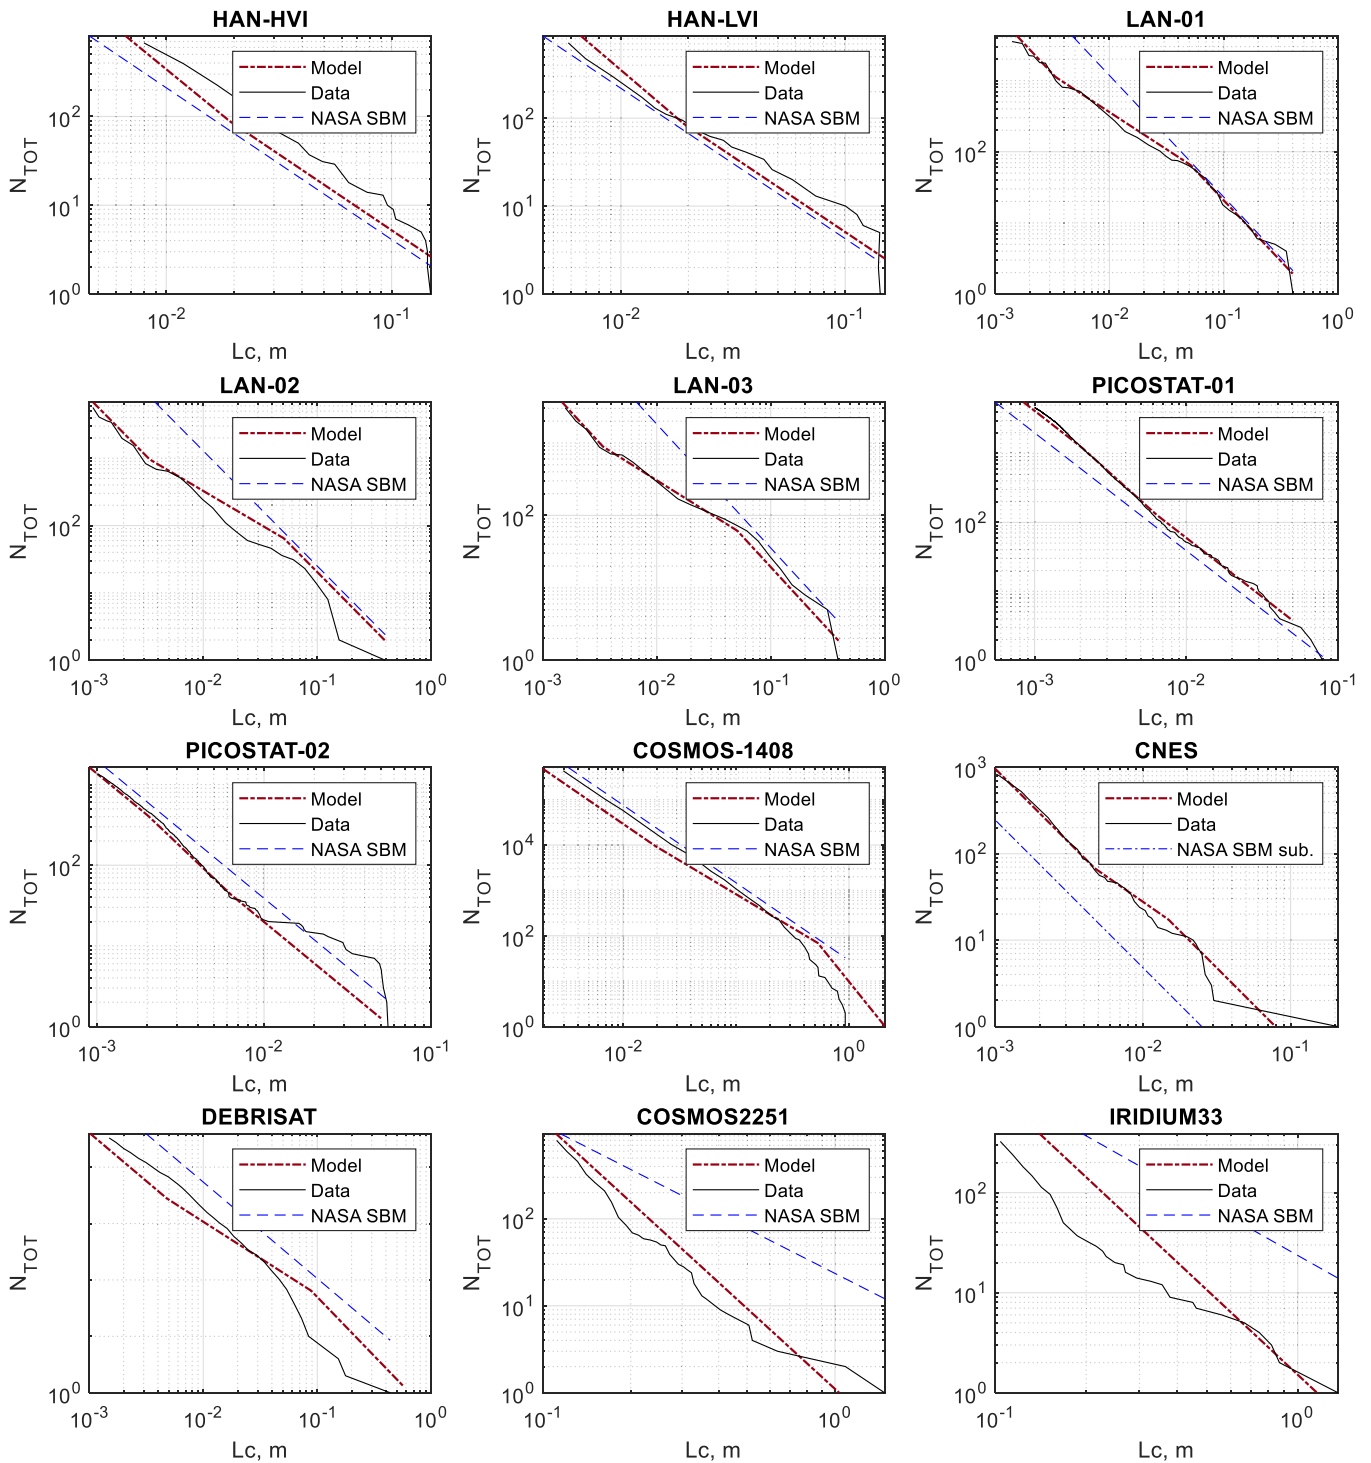 HAN-HVI
Model
Data
NASA SBM
N_TOT
10^2
10^1
10^0
10^-2
10^-1
Lc, m
HAN-LVI
Model
Data
NASA SBM
N_TOT
10^2
10^1
10^0
10^-2
10^-1
Lc, m
LAN-01
Model
Data
NASA SBM
N_TOT
10^2
10^0
10^-3
10^-2
10^-1
10^0
Lc, m
LAN-02
Model
Data
NASA SBM
N_TOT
10^2
10^0
10^-3
10^-2
10^-1
10^0
Lc, m
LAN-03
Model
Data
NASA SBM
N_TOT
10^2
10^0
10^-3
10^-2
10^-1
10^0
Lc, m
PICOSTAT-01
Model
Data
NASA SBM
N_TOT
10^2
10^0
10^-3
10^-2
10^-1
Lc, m
PICOSTAT-02
Model
Data
NASA SBM
N_TOT
10^2
10^0
10^-3
10^-2
10^-1
Lc, m
COSMOS-1408
Model
Data
NASA SBM
N_TOT
10^4
10^2
10^0
10^-2
10^0
Lc, m
CNES
Model
Data
NASA SBM sub.
N_TOT
10^3
10^2
10^1
10^0
10^-3
10^-2
10^-1
Lc, m
DEBRISAT
Model
Data
NASA SBM
N_TOT
10^0
10^-3
10^-2
10^-1
10^0
Lc, m
COSMOS2251
Model
Data
NASA SBM
N_TOT
10^2
10^1
10^0
10^-1
10^0
Lc, m
IRIDIUM33
Model
Data
NASA SBM
N_TOT
10^2
10^1
10^0
10^-1
10^0
Lc, m